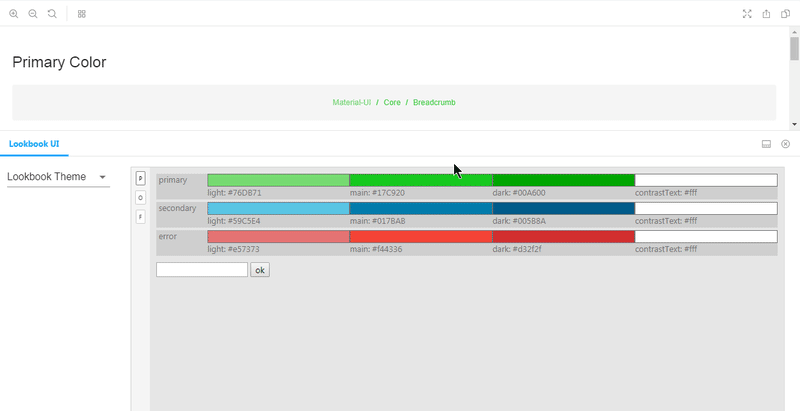 Primary Color
Material-UI / Core / Breadcrumb
Lookbook UI
Lookbook Theme
P
O
F
primary
light: #76DB71 main: #17C920 dark: #00A600 contrastText: #fff
secondary
light: #59C5E4 main: #017BAB dark: #005B8A contrastText: #fff
error
light: #e57373 main: #f44336 dark: #d32f2f contrastText: #fff
ok